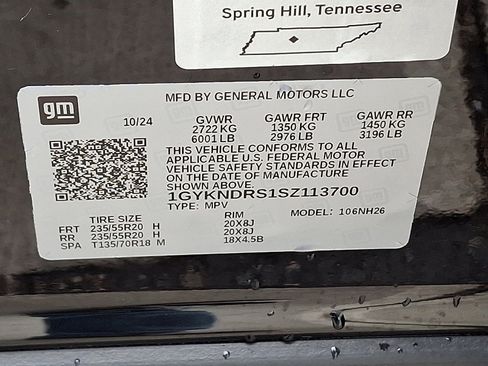 Spring Hill, Tennessee
gm
MFD BY GENERAL MOTORS LLC
10/24 GVWR GAWR FRT GAWR RR
2722 KG 1350 KG 1450 KG
6001 LB 2976 LB 3196 LB
THIS VEHICLE CONFORMS TO ALL
APPLICABLE U.S. FEDERAL MOTOR
VEHICLE SAFETY STANDARDS IN EFFECT
ON THE DATE OF MANUFACTURE
SHOWN ABOVE.
1GYKNDRS1SZ113700
TYPE: MPV MODEL: 106NH26
TIRE SIZE RIM
FRT 235/55R20 H 20X8J
RR 235/55R20 H 20X8J
SPA T135/70R18 M 18X4.5B